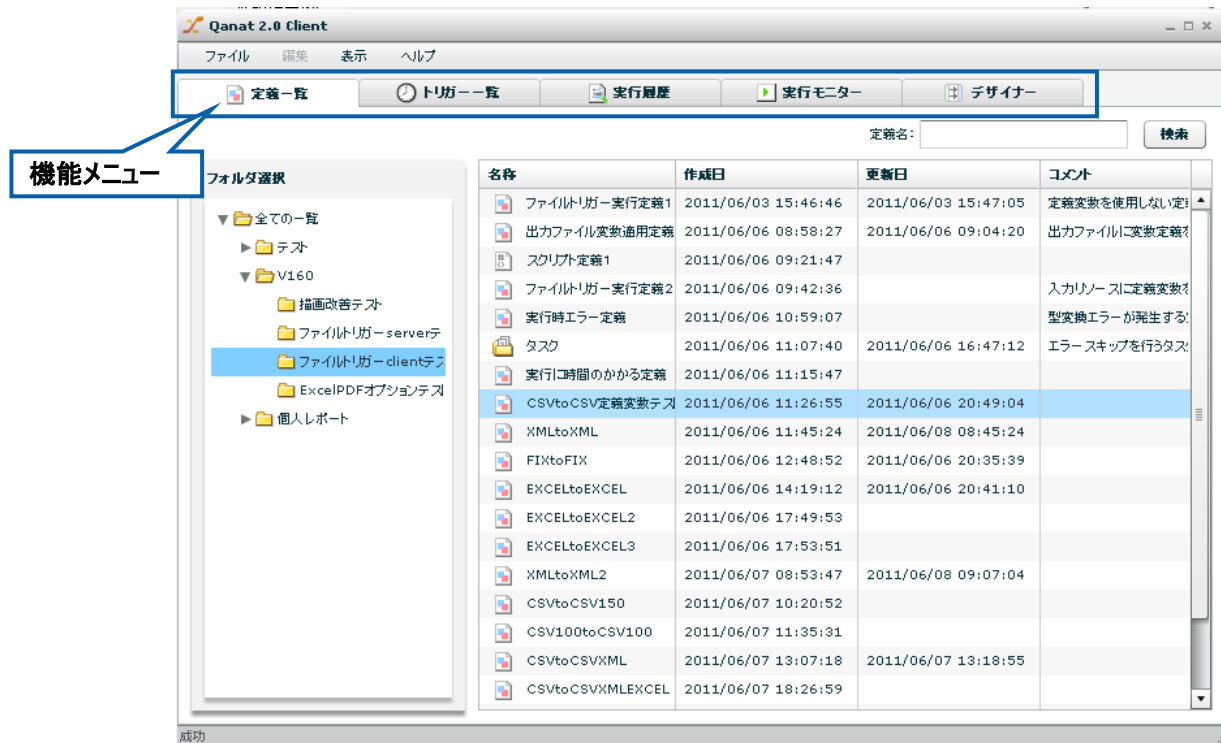 Qanat 2.0 Client
ファイル 編集 表示 ヘルプ
定義一覧 トリガー一覧 実行履歴 実行モニター デザイナー
定義名: 検索
機能メニュー
フォルダ選択
全ての一覧
テスト
V160
描画改善テスト
ファイルトリガーserverテ
ファイルトリガーclientテス
ExcelPDFオプションテス
個人レポート
名称 作成日 更新日 コメント
ファイルトリガー実行定義1 2011/06/03 15:46:46 2011/06/03 15:47:05 定義変数を使用しない定
出力ファイル変数適用定義 2011/06/06 08:58:27 2011/06/06 09:04:20 出力ファイルに変数定義を
スクリプト定義1 2011/06/06 09:21:47
ファイルトリガー実行定義2 2011/06/06 09:42:36 入力リソースに定義変数を
実行時エラー定義 2011/06/06 10:59:07 型変換エラーが発生する
タスク 2011/06/06 11:07:40 2011/06/06 16:47:12 エラースキップを行うタス
実行に時間のかかる定義 2011/06/06 11:15:47
CSVtoCSV定義変数テス 2011/06/06 11:26:55 2011/06/06 20:49:04
XMLtoXML 2011/06/06 11:45:24 2011/06/08 08:45:24
FIXtoFIX 2011/06/06 12:48:52 2011/06/06 20:35:39
EXCELtoEXCEL 2011/06/06 14:19:12 2011/06/06 20:41:10
EXCELtoEXCEL2 2011/06/06 17:49:53
EXCELtoEXCEL3 2011/06/06 17:53:51
XMLtoXML2 2011/06/07 08:53:47 2011/06/08 09:07:04
CSVtoCSV150 2011/06/07 10:20:52
CSV100toCSV100 2011/06/07 11:35:31
CSVtoCSVXML 2011/06/07 13:07:18 2011/06/07 13:18:55
CSVtoCSVXMLEXCEL 2011/06/07 18:26:59
成功